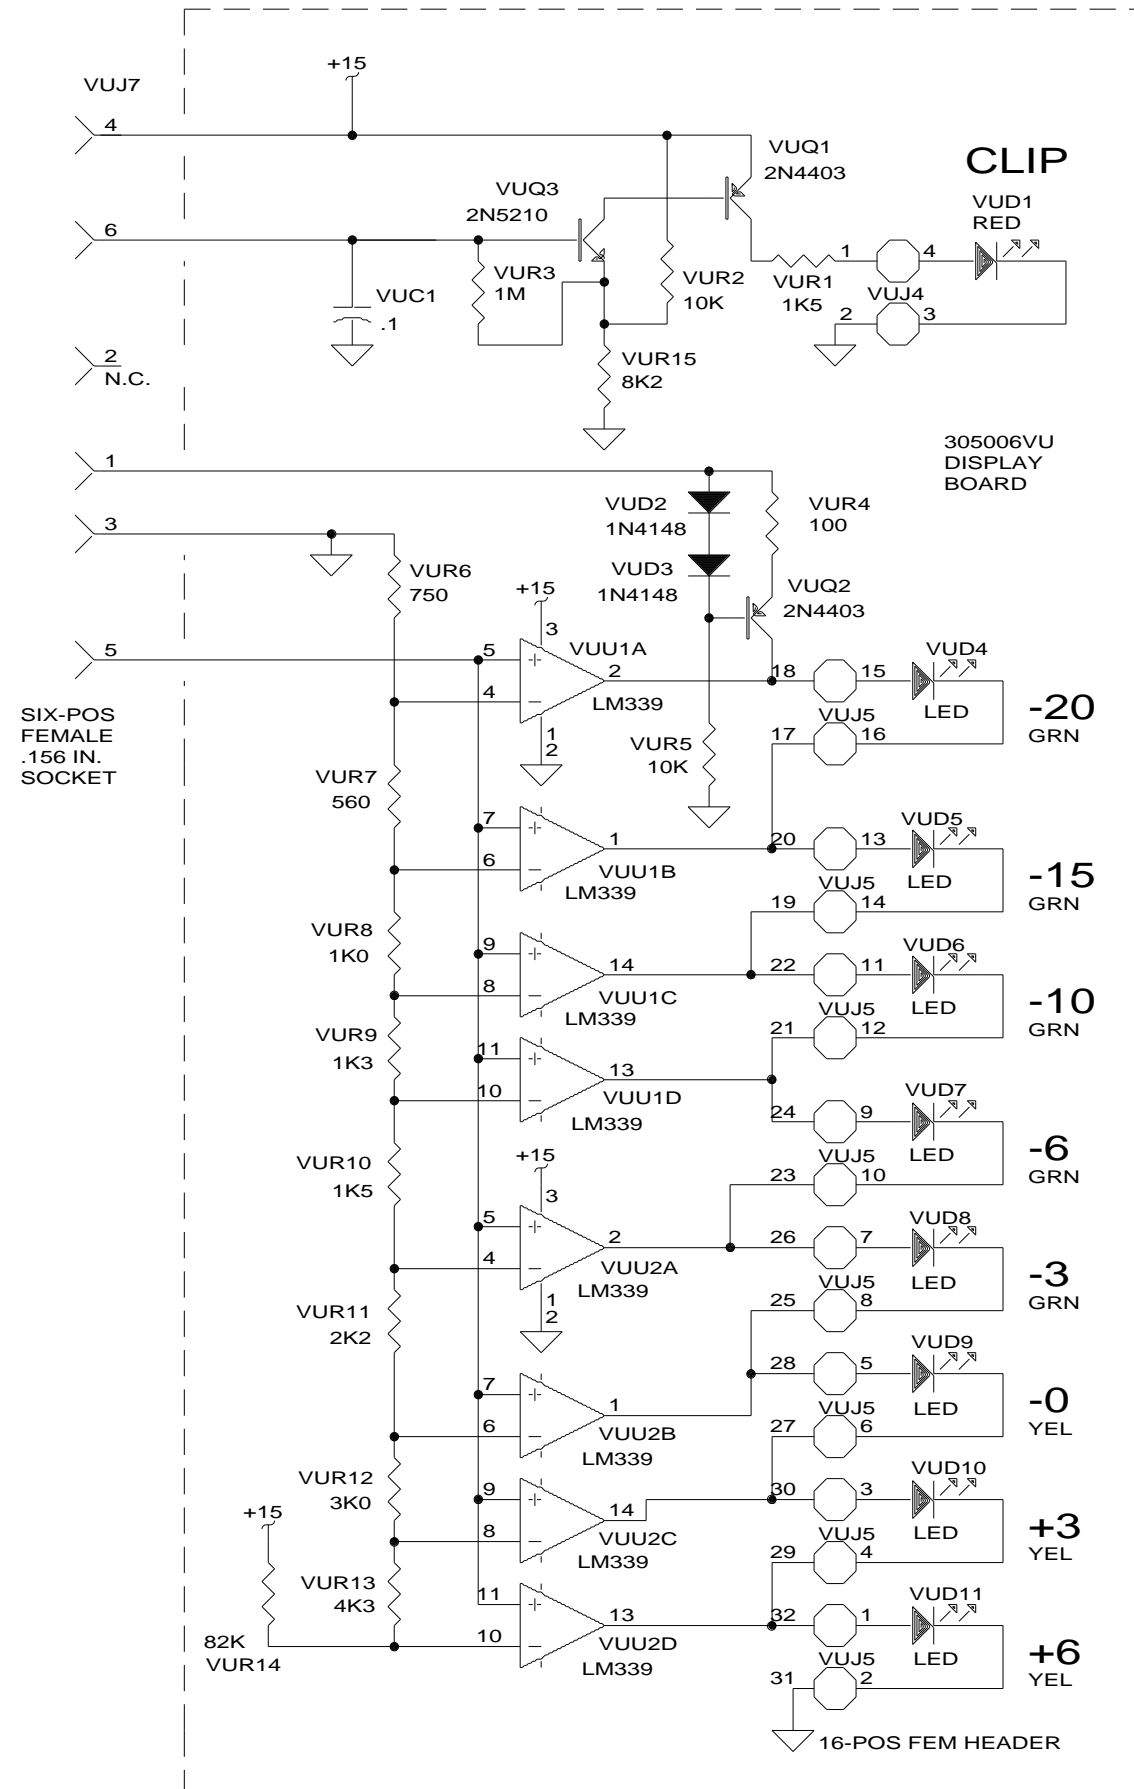 +15
VUJ7
4
VUQ1
2N4403
CLIP
VUQ3
2N5210
VUD1
RED
6
1
4
VUR3
1M
VUR2
10K
VUR1
1K5
VUJ4
2
3
VUC1
.1
2
N.C.
VUR15
8K2
1
305006VU
DISPLAY
BOARD
VUD2
1N4148
VUR4
100
3
VUR6
750
VUD3
1N4148
+15
3
VUQ2
2N4403
5
5
VUU1A
2
4
LM339
18
15
VUD4
LED
-20
GRN
SIX-POS
FEMALE
.156 IN.
SOCKET
1
2
VUJ5
17
16
VUR5
10K
VUR7
560
7
1
6
VUU1B
LM339
20
13
VUD5
LED
-15
GRN
VUJ5
19
14
VUR8
1K0
9
14
8
VUU1C
LM339
22
11
VUD6
LED
-10
GRN
VUJ5
21
12
VUR9
1K3
11
13
10
VUU1D
LM339
24
9
VUD7
LED
-6
GRN
VUJ5
23
10
VUR10
1K5
+15
3
5
2
4
VUU2A
LM339
1
2
26
7
VUD8
LED
-3
GRN
VUJ5
25
8
VUR11
2K2
28
5
VUD9
LED
-0
YEL
7
1
6
VUU2B
LM339
VUJ5
27
6
VUR12
3K0
9
14
8
VUU2C
LM339
30
3
VUD10
LED
+3
YEL
+15
VUJ5
29
4
VUR13
4K3
11
13
10
VUU2D
LM339
32
1
VUD11
LED
+6
YEL
82K
VUR14
VUJ5
31
2
16-POS FEM HEADER